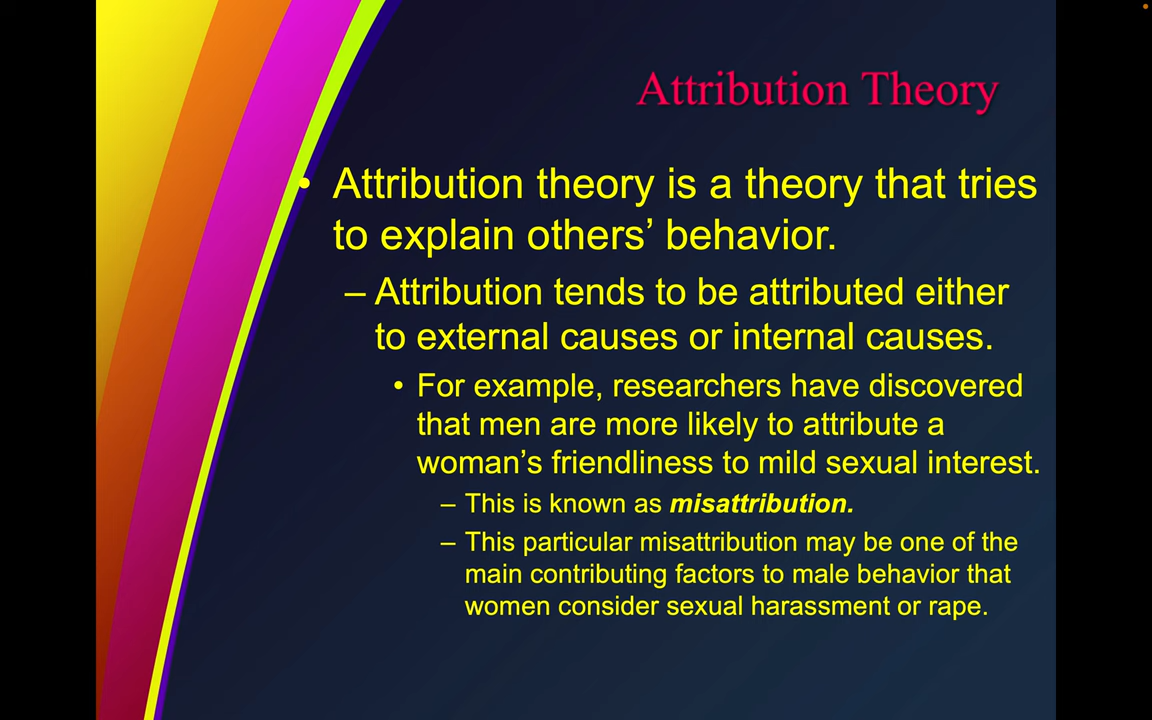 Attribution Theory
• Attribution theory is a theory that tries
to explain others’ behavior.
– Attribution tends to be attributed either
to external causes or internal causes.
• For example, researchers have discovered
that men are more likely to attribute a
woman’s friendliness to mild sexual interest.
– This is known as misattribution.
– This particular misattribution may be one of the
main contributing factors to male behavior that
women consider sexual harassment or rape.